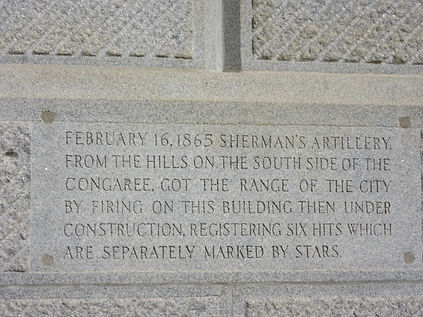 FEBRUARY 16, 1865 SHERMAN'S ARTILLERY,
FROM THE HILLS ON THE SOUTH SIDE OF THE
CONGAREE, GOT THE RANGE OF THE CITY
BY FIRING ON THIS BUILDING THEN UNDER
CONSTRUCTION, REGISTERING SIX HITS WHICH
ARE SEPARATELY MARKED BY STARS.